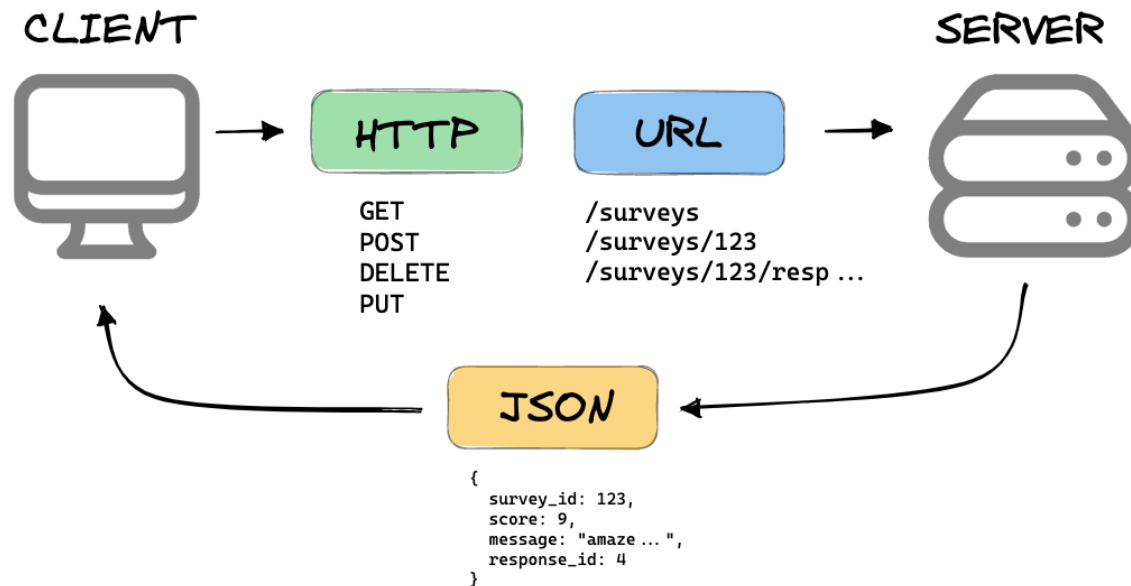 CLIENT
SERVER
HTTP
URL
GET
POST
DELETE
PUT
/surveys
/surveys/123
/surveys/123/resp ...
JSON
{
  survey_id: 123,
  score: 9,
  message: "amaze ... ",
  response_id: 4
}